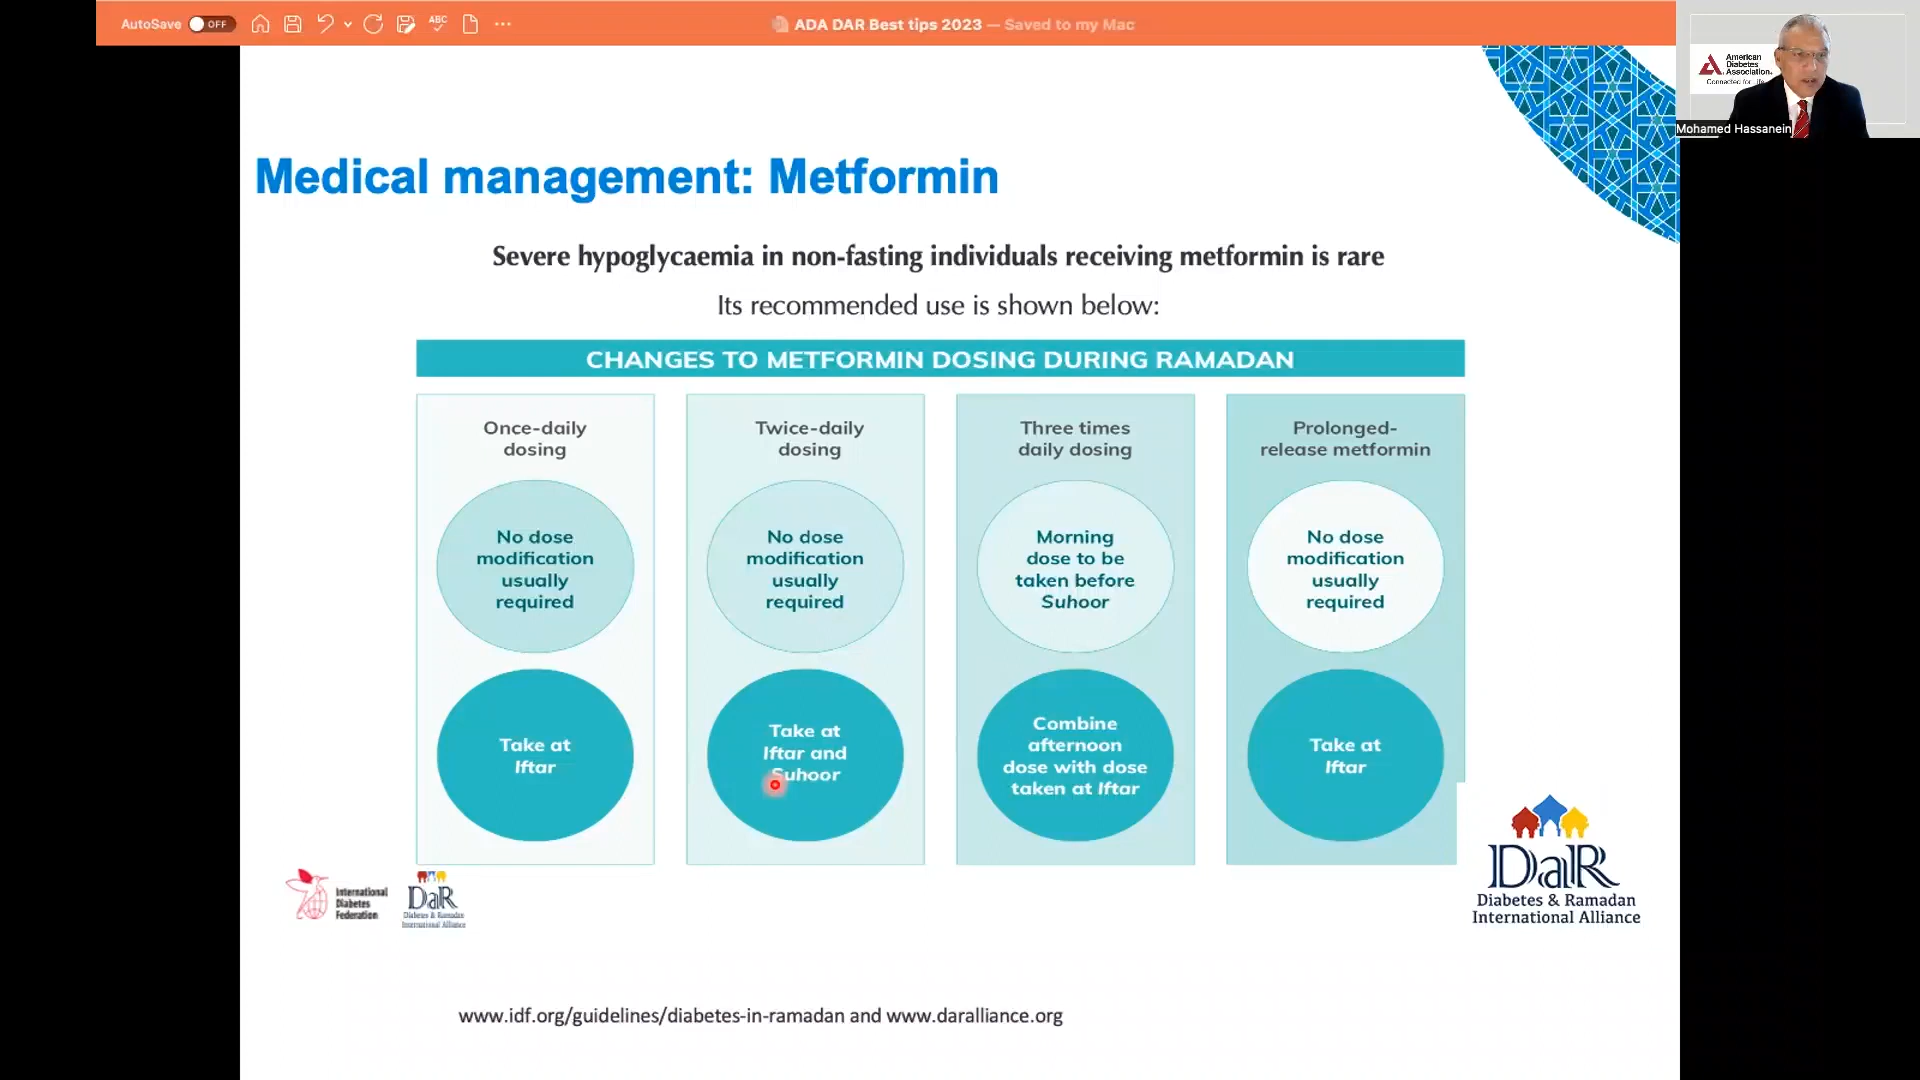 AutoSave OFF
ABC
ADA DAR Best tips 2023 — Saved to my Mac
American
Diabetes
Association.
Connected for Life
Mohamed Hassanein
Medical management: Metformin
Severe hypoglycaemia in non-fasting individuals receiving metformin is rare
Its recommended use is shown below:
CHANGES TO METFORMIN DOSING DURING RAMADAN
Once-daily
dosing
No dose
modification
usually
required
Take at
Iftar
Twice-daily
dosing
No dose
modification
usually
required
Take at
Iftar and
Suhoor
Three times
daily dosing
Morning
dose to be
taken before
Suhoor
Combine
afternoon
dose with dose
taken at Iftar
Prolonged-
release metformin
No dose
modification
usually
required
Take at
Iftar
International
Diabetes
Federation
DaR
Diabetes & Ramadan
International Alliance
DaR
Diabetes & Ramadan
International Alliance
www.idf.org/guidelines/diabetes-in-ramadan and www.daralliance.org